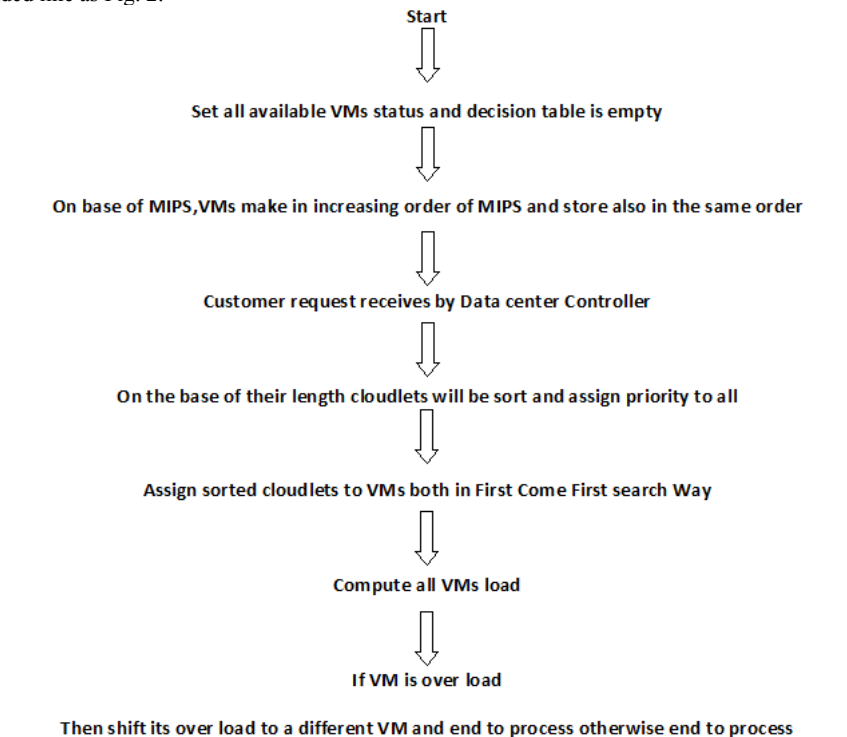 line as Fig. 2.
Start
Set all available VMs status and decision table is empty
On base of MIPS,VMs make in increasing order of MIPS and store also in the same order
Customer request receives by Data center Controller
On the base of their length cloudlets will be sort and assign priority to all
Assign sorted cloudlets to VMs both in First Come First search Way
Compute all VMs load
If VM is over load
Then shift its over load to a different VM and end to process otherwise end to process